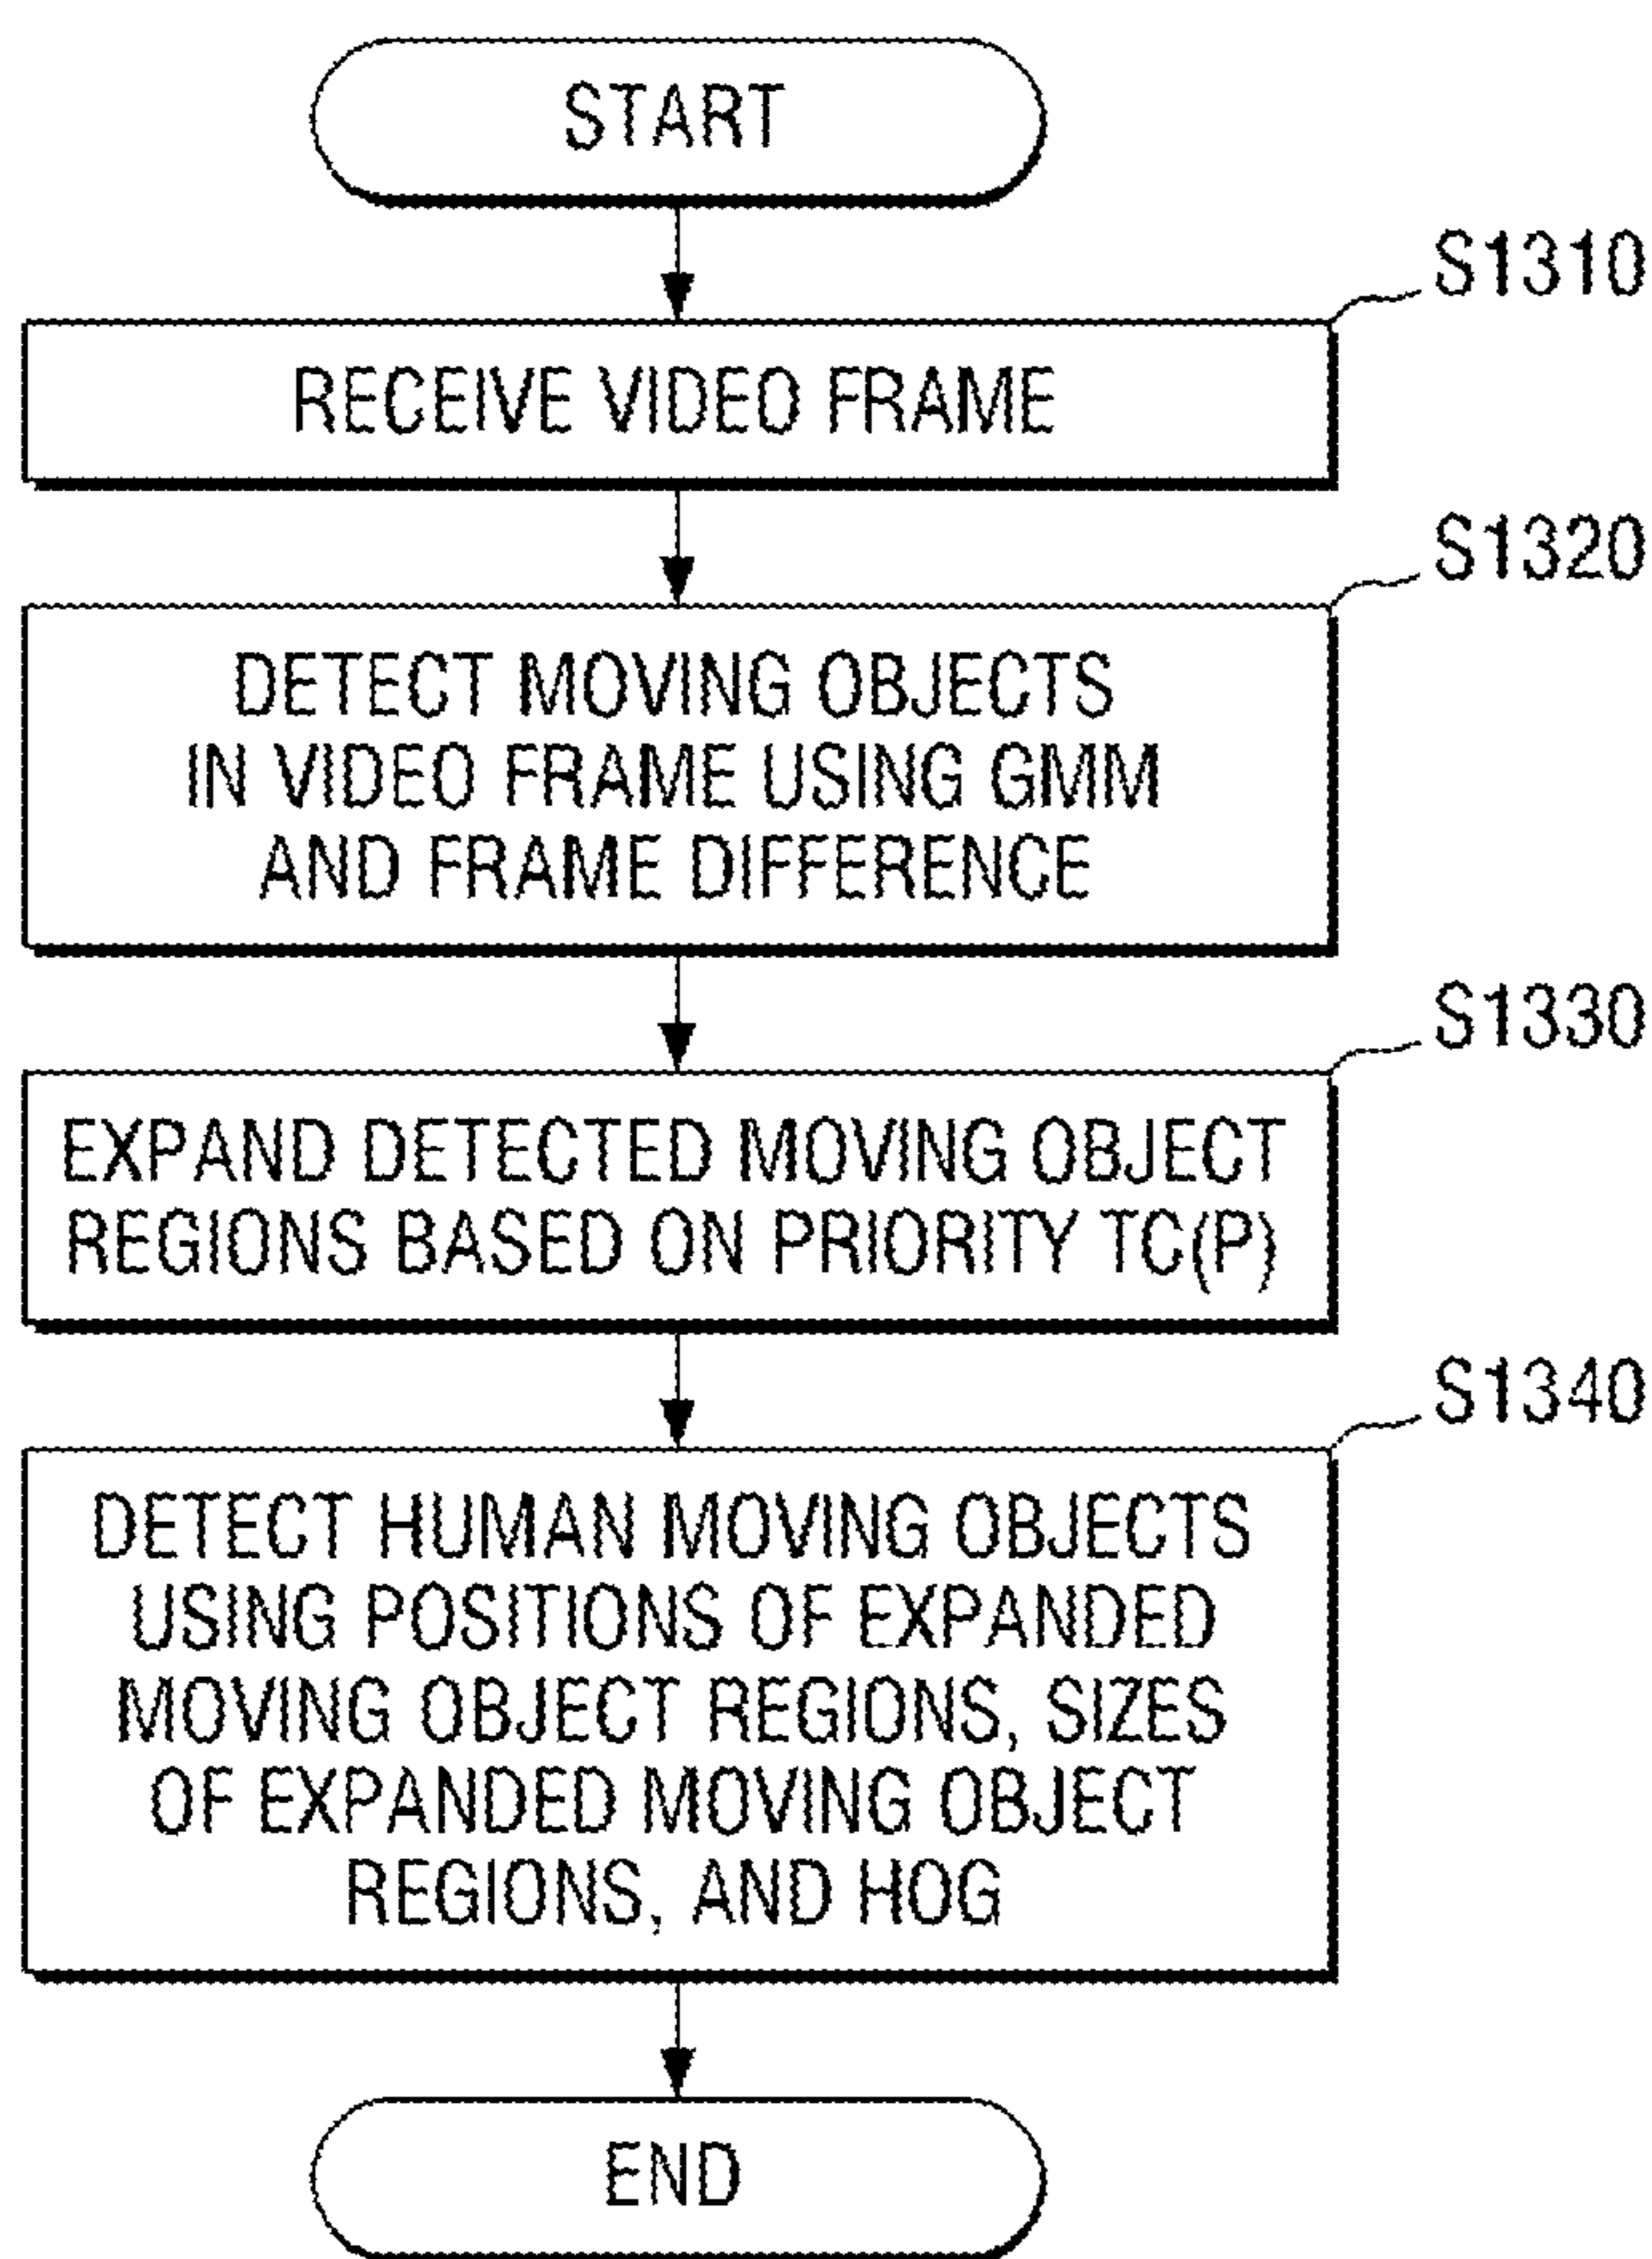 START
S1310
RECEIVE VIDEO FRAME
S1320
DETECT MOVING OBJECTS
IN VIDEO FRAME USING GMM
AND FRAME DIFFERENCE
S1330
EXPAND DETECTED MOVING OBJECT
REGIONS BASED ON PRIORITY TC(P)
S1340
DETECT HUMAN MOVING OBJECTS
USING POSITIONS OF EXPANDED
MOVING OBJECT REGIONS, SIZES
OF EXPANDED MOVING OBJECT
REGIONS, AND HOG
END